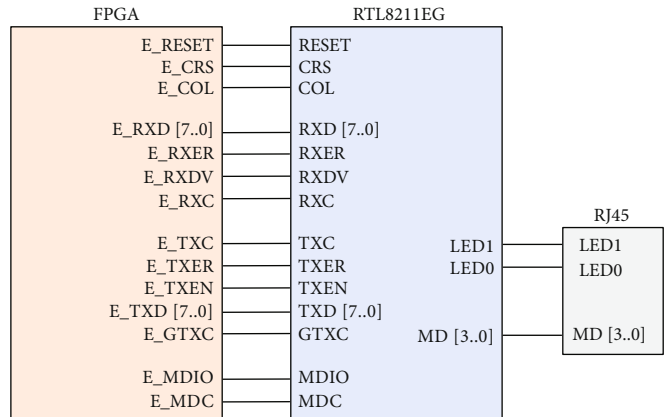 FPGA RTL8211EG
E_RESET RESET
E_CRS CRS
E_COL COL
E_RXD [7..0] RXD [7..0]
E_RXER RXER
E_RXDV RXDV
E_RXC RXC
RJ45
E_TXC TXC LED1 LED1
E_TXER TXER LED0 LED0
E_TXEN TXEN
E_TXD [7..0] TXD [7..0]
E_GTXC GTXC MD [3..0] MD [3..0]
E_MDIO MDIO
E_MDC MDC